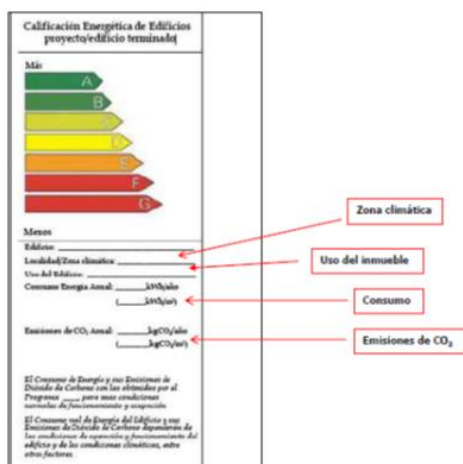 Calificación Energética de Edificios
proyecto/edificio terminado
Más
A
B
C
D
E
F
G
Menos
Edificio:
Localidad/Zona climática:
Uso del Edificio:
Consumo Energía Anual: kWh/año
( kWh/m²)
Emisiones de CO₂ Anual: kgCO₂/año
( kgCO₂/m²)
El Consumo de Energía y sus Emisiones de
Dióxido de Carbono son las obtenidas por el
Programa ____ para unas condiciones
normales de funcionamiento y ocupación
El Consumo real de Energía del Edificio y sus
Emisiones de Dióxido de Carbono dependerán de
las condiciones de operación y funcionamiento del
edificio y de las condiciones climáticas, entre
otros factores
Zona climática
Uso del inmueble
Consumo
Emisiones de CO₂